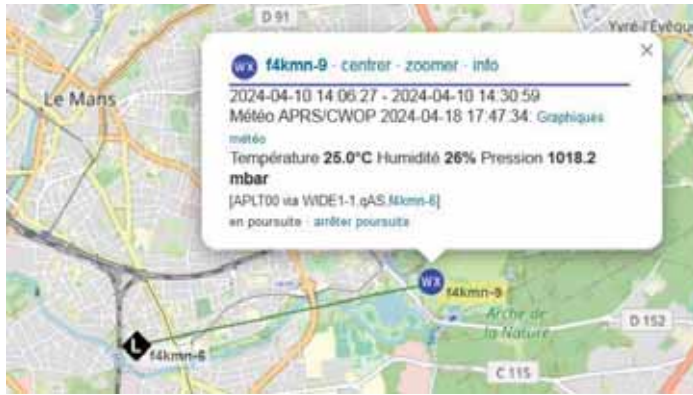 D 91
Yvré-l'Évêque
Le Mans
WX f4kmn-9 - centrer - zoomer - info
2024-04-10 14:06:27 - 2024-04-10 14:30:59
Météo APRS/CWOP 2024-04-18 17:47:34: Graphiques
météo
Température 25.0°C Humidité 26% Pression 1018.2
mbar
[APLT00 via WIDE1-1,qAS,f4kmn-6]
en poursuite - arrêter poursuite
WX f4kmn-9
Arche de
la Nature
D 152
L f4kmn-6
C 115